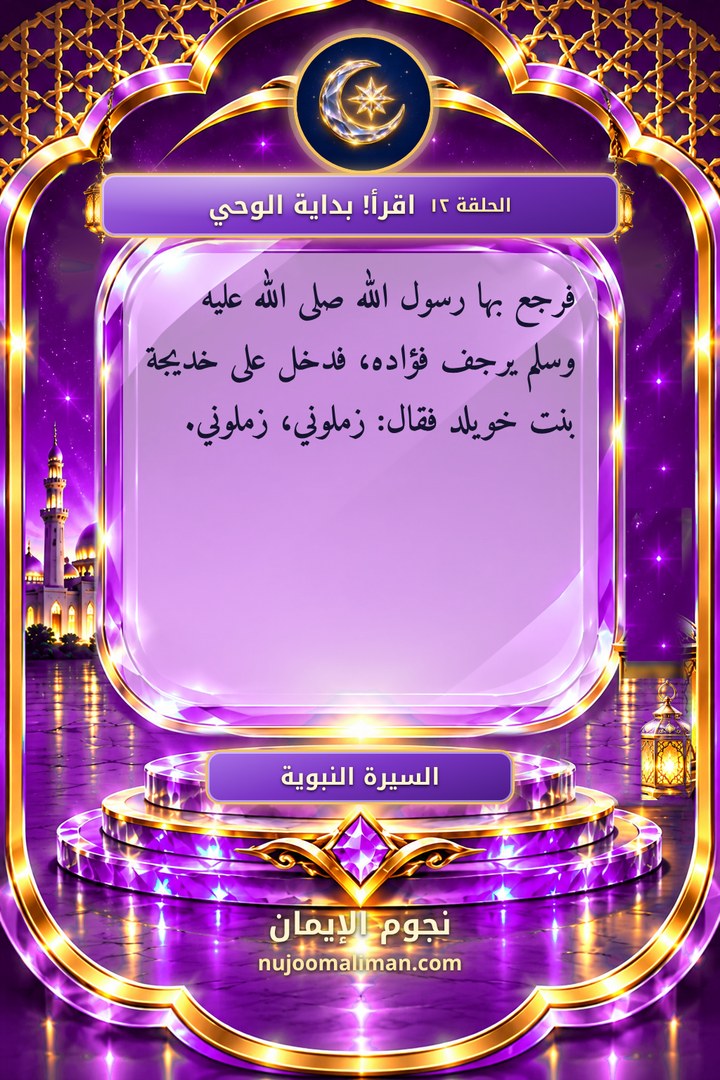 الحلقة ١٢ اقرأ! بداية الوحي
فرجع بها رسول الله صلى الله عليه
وسلم يرجف فؤاده، فدخل على خديجة
بنت خويلد فقال: زملوني، زملوني.
السيرة النبوية
نجوم الإيمان
nujoomaliman.com